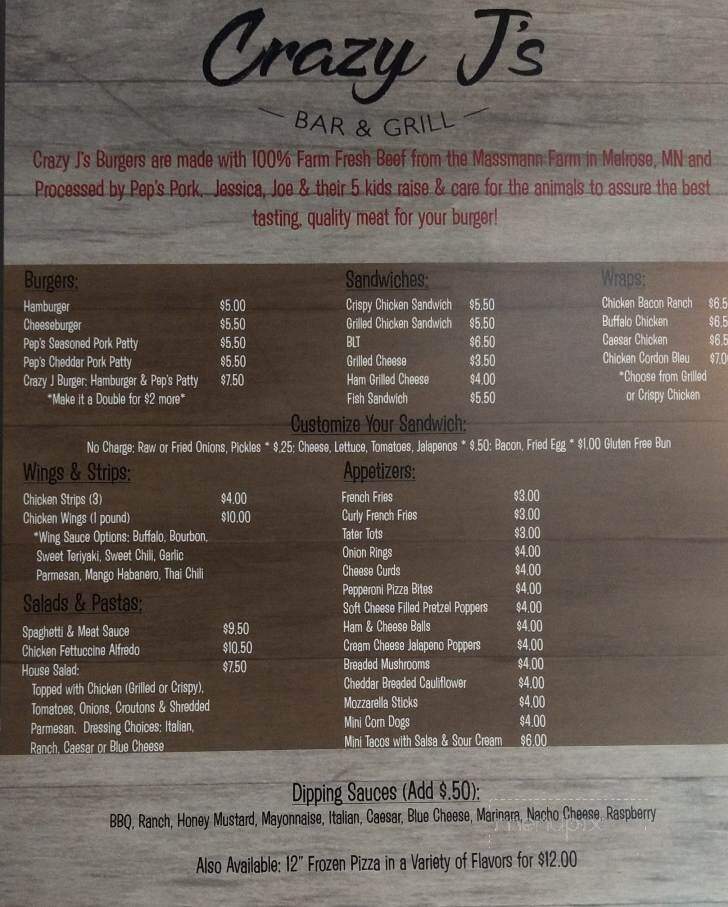 Crazy J's
BAR & GRILL
Crazy J's Burgers are made with 100% Farm Fresh Beef from the Massmann Farm in Melrose, MN and
Processed by Pep's Pork. Jessica, Joe & their 5 kids raise & care for the animals to assure the best
tasting, quality meat for your burger!
Burgers:
Hamburger $5.00
Cheeseburger $5.50
Pep's Seasoned Pork Patty $5.50
Pep's Cheddar Pork Patty $5.50
Crazy J Burger: Hamburger & Pep's Patty $7.50
*Make it a Double for $2 more*
Sandwiches:
Crispy Chicken Sandwich $5.50
Grilled Chicken Sandwich $5.50
BLT $6.50
Grilled Cheese $3.50
Ham Grilled Cheese $4.00
Fish Sandwich $5.50
Wraps:
Chicken Bacon Ranch $6.5
Buffalo Chicken $6.5
Caesar Chicken $6.5
Chicken Cordon Bleu $7.0
*Choose from Grilled
or Crispy Chicken
Customize Your Sandwich:
No Charge: Raw or Fried Onions, Pickles * $.25: Cheese, Lettuce, Tomatoes, Jalapenos * $.50: Bacon, Fried Egg * $1.00 Gluten Free Bun
Wings & Strips:
Chicken Strips (3) $4.00
Chicken Wings (1 pound) $10.00
*Wing Sauce Options: Buffalo, Bourbon,
Sweet Teriyaki, Sweet Chili, Garlic
Parmesan, Mango Habanero, Thai Chili
Salads & Pastas:
Spaghetti & Meat Sauce $9.50
Chicken Fettuccine Alfredo $10.50
House Salad: $7.50
Topped with Chicken (Grilled or Crispy),
Tomatoes, Onions, Croutons & Shredded
Parmesan. Dressing Choices: Italian,
Ranch, Caesar or Blue Cheese
Appetizers:
French Fries $3.00
Curly French Fries $3.00
Tater Tots $3.00
Onion Rings $4.00
Cheese Curds $4.00
Pepperoni Pizza Bites $4.00
Soft Cheese Filled Pretzel Poppers $4.00
Ham & Cheese Balls $4.00
Cream Cheese Jalapeno Poppers $4.00
Breaded Mushrooms $4.00
Cheddar Breaded Cauliflower $4.00
Mozzarella Sticks $4.00
Mini Corn Dogs $4.00
Mini Tacos with Salsa & Sour Cream $6.00
Dipping Sauces (Add $.50):
BBQ, Ranch, Honey Mustard, Mayonnaise, Italian, Caesar, Blue Cheese, Marinara, Nacho Cheese, Raspberry
Also Available: 12" Frozen Pizza in a Variety of Flavors for $12.00